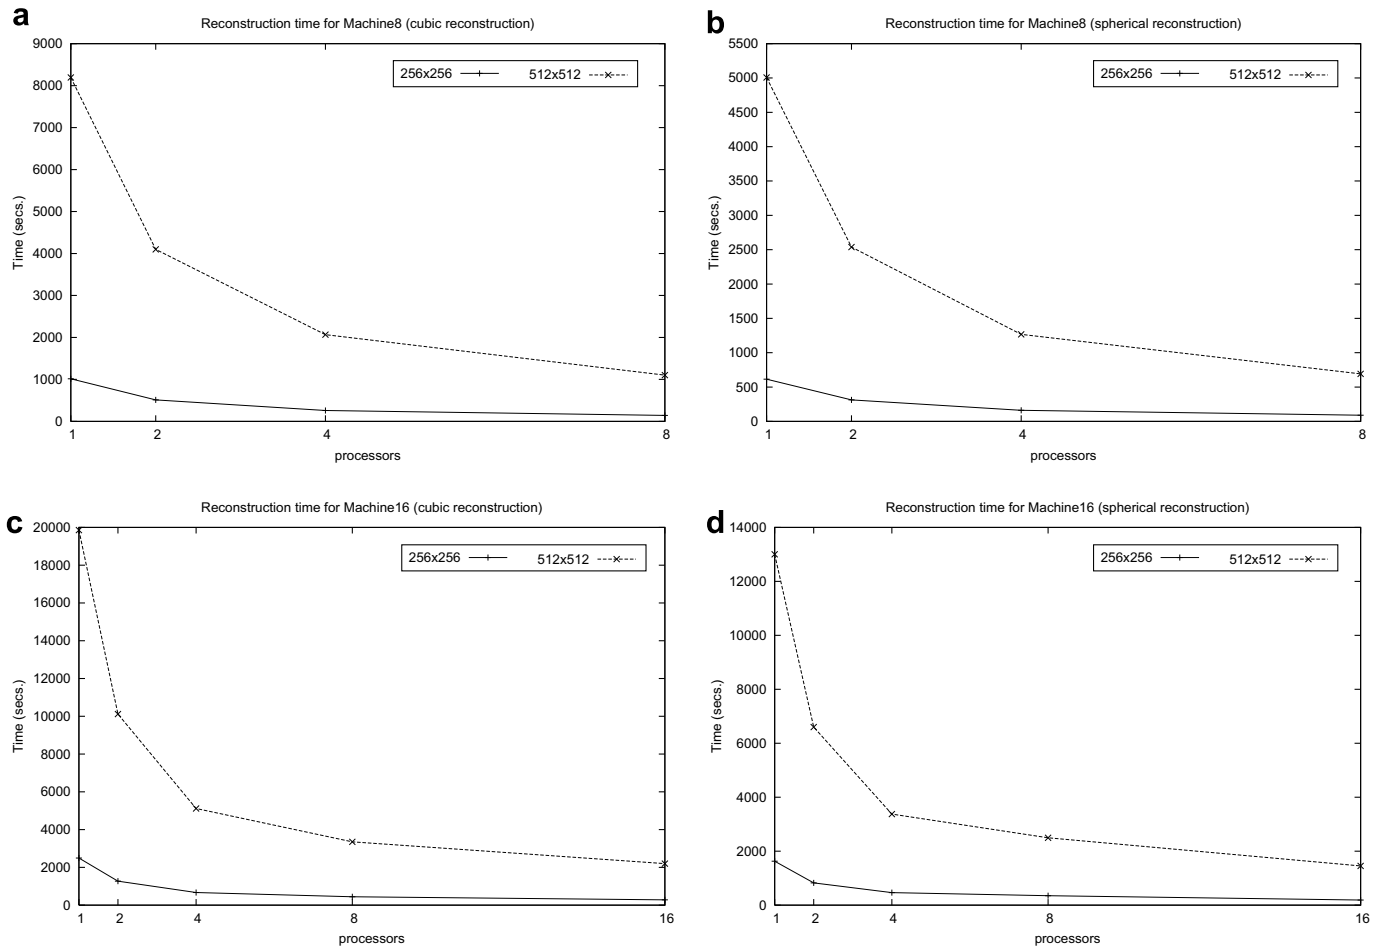 a
Reconstruction time for Machine8 (cubic reconstruction)
9000
8000
7000
6000
5000
4000
3000
2000
1000
0
Time (secs.)
256x256
512x512
1 2 4 8
processors
b
Reconstruction time for Machine8 (spherical reconstruction)
5500
5000
4500
4000
3500
3000
2500
2000
1500
1000
500
0
Time (secs.)
256x256
512x512
1 2 4 8
processors
c
Reconstruction time for Machine16 (cubic reconstruction)
20000
18000
16000
14000
12000
10000
8000
6000
4000
2000
0
Time (secs.)
256x256
512x512
1 2 4 8 16
processors
d
Reconstruction time for Machine16 (spherical reconstruction)
14000
12000
10000
8000
6000
4000
2000
0
Time (secs.)
256x256
512x512
1 2 4 8 16
processors